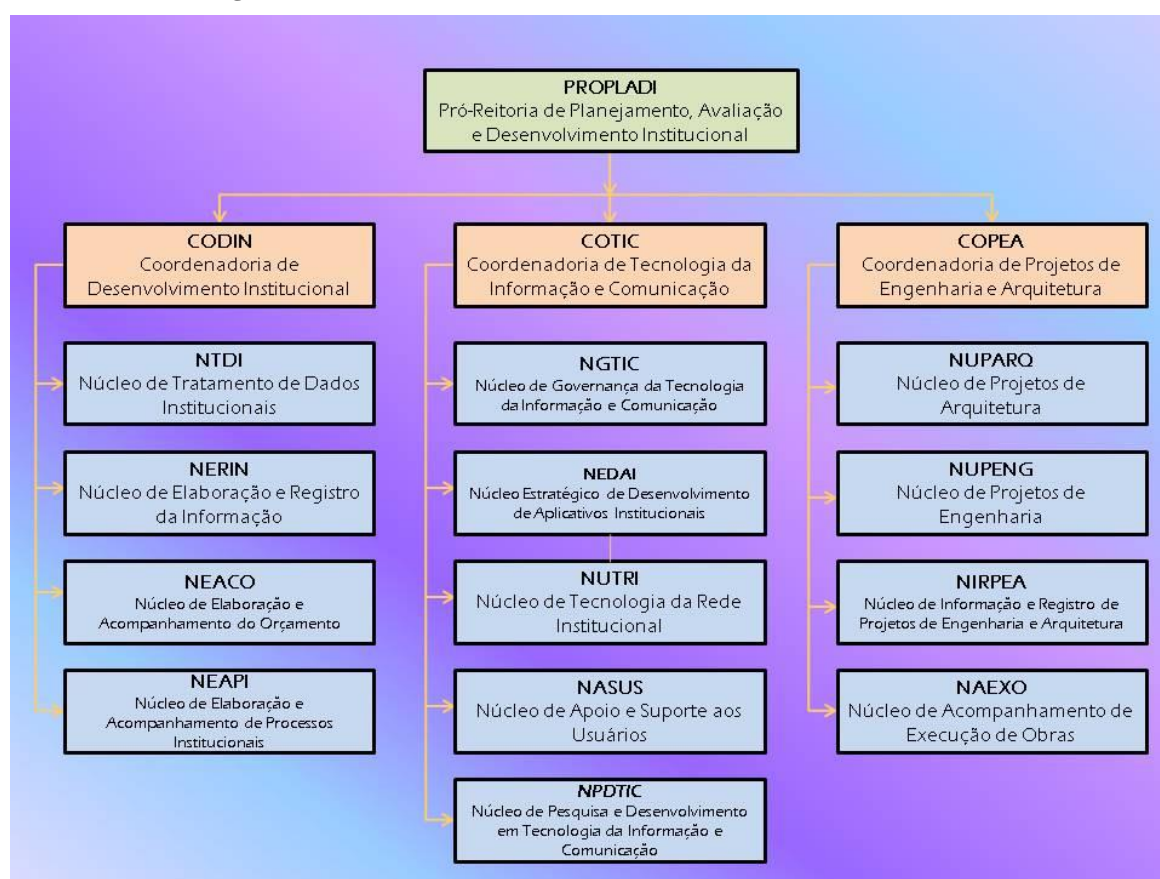 PROPLADI
Pró-Reitoria de Planejamento, Avaliação
e Desenvolvimento Institucional
CODIN
Coordenadoria de
Desenvolvimento Institucional
NTDI
Núcleo de Tratamento de Dados
Institucionais
NERIN
Núcleo de Elaboração e Registro
da Informação
NEACO
Núcleo de Elaboração e
Acompanhamento do Orçamento
NEAPI
Núcleo de Elaboração e
Acompanhamento de Processos
Institucionais
COTIC
Coordenadoria de Tecnologia da
Informação e Comunicação
NGTIC
Núcleo de Governança da Tecnologia
da Informação e Comunicação
NEDAI
Núcleo Estratégico de Desenvolvimento
de Aplicativos Institucionais
NUTRI
Núcleo de Tecnologia da Rede
Institucional
NASUS
Núcleo de Apoio e Suporte aos
Usuários
NPDTIC
Núcleo de Pesquisa e Desenvolvimento
em Tecnologia da Informação e
Comunicação
COPEA
Coordenadoria de Projetos de
Engenharia e Arquitetura
NUPARQ
Núcleo de Projetos de
Arquitetura
NUPENG
Núcleo de Projetos de
Engenharia
NIRPEA
Núcleo de Informação e Registro de
Projetos de Engenharia e Arquitetura
NAEXO
Núcleo de Acompanhamento de
Execução de Obras